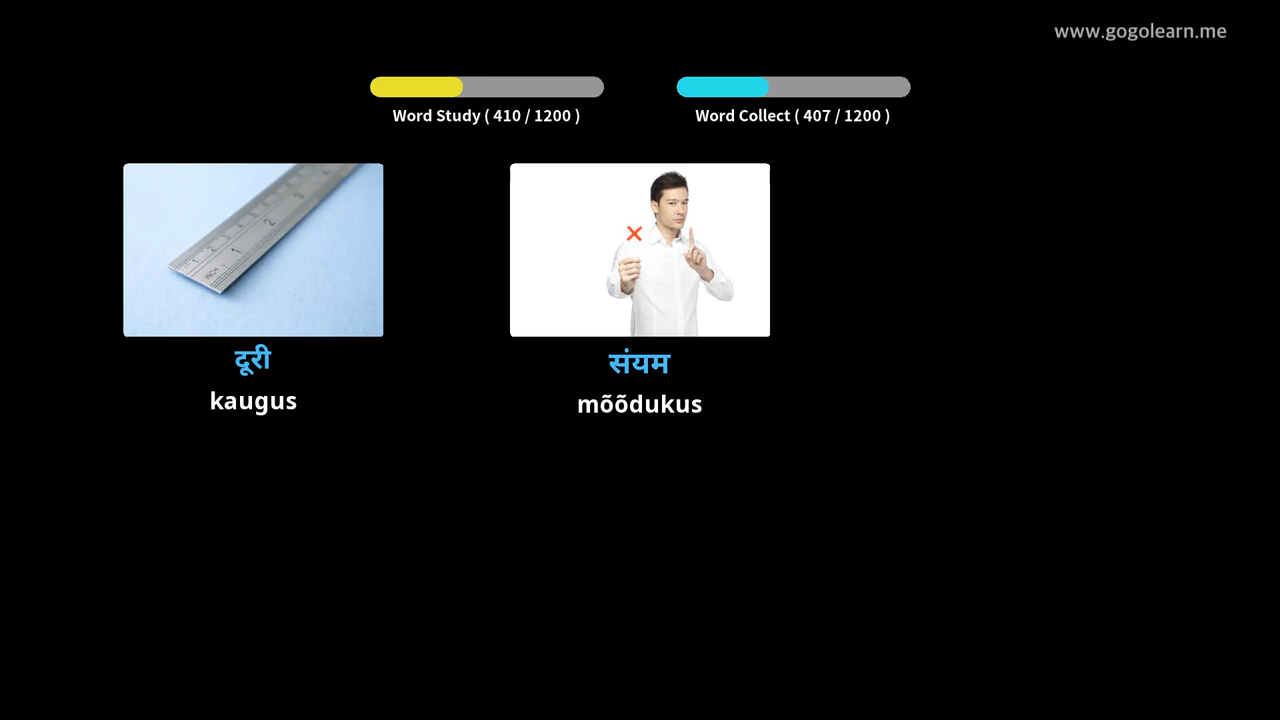 www.gogolearn.me
Word Study ( 410 / 1200 )
Word Collect ( 407 / 1200 )
दूरी
kaugus
संयम
mõõdukus